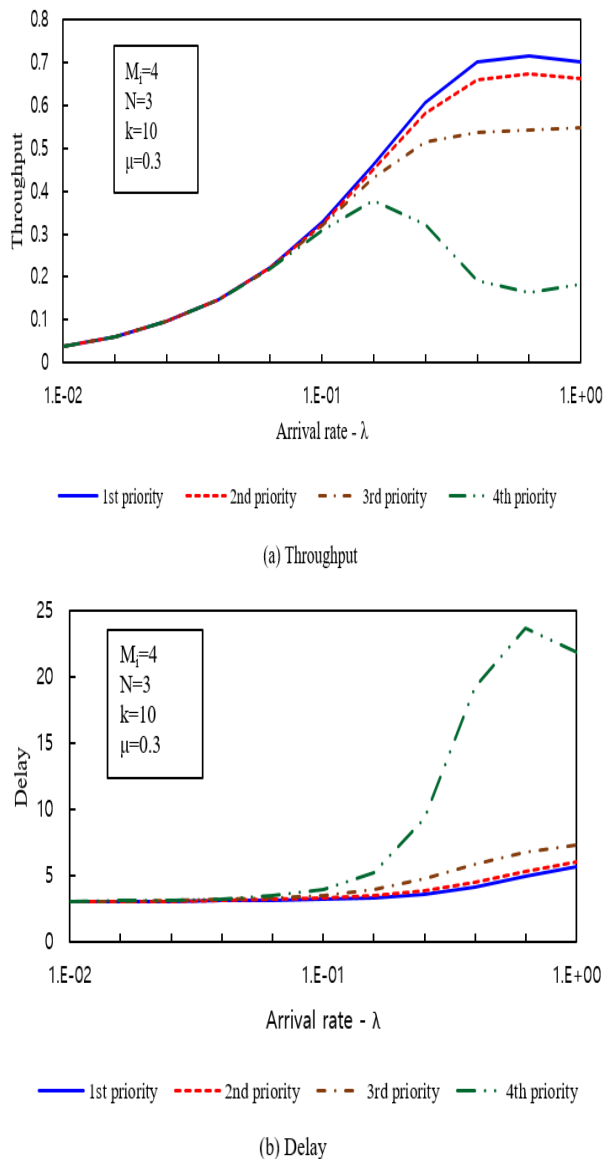 0.8
0.7
0.6
0.5
0.4
0.3
0.2
0.1
0
Throughput
Mᵢ=4
N=3
k=10
μ=0.3
1.E-02 1.E-01 1.E+00
Arrival rate - λ
1st priority 2nd priority 3rd priority 4th priority
(a) Throughput
25
20
15
10
5
0
Delay
Mᵢ=4
N=3
k=10
μ=0.3
1.E-02 1.E-01 1.E+00
Arrival rate - λ
1st priority 2nd priority 3rd priority 4th priority
(b) Delay